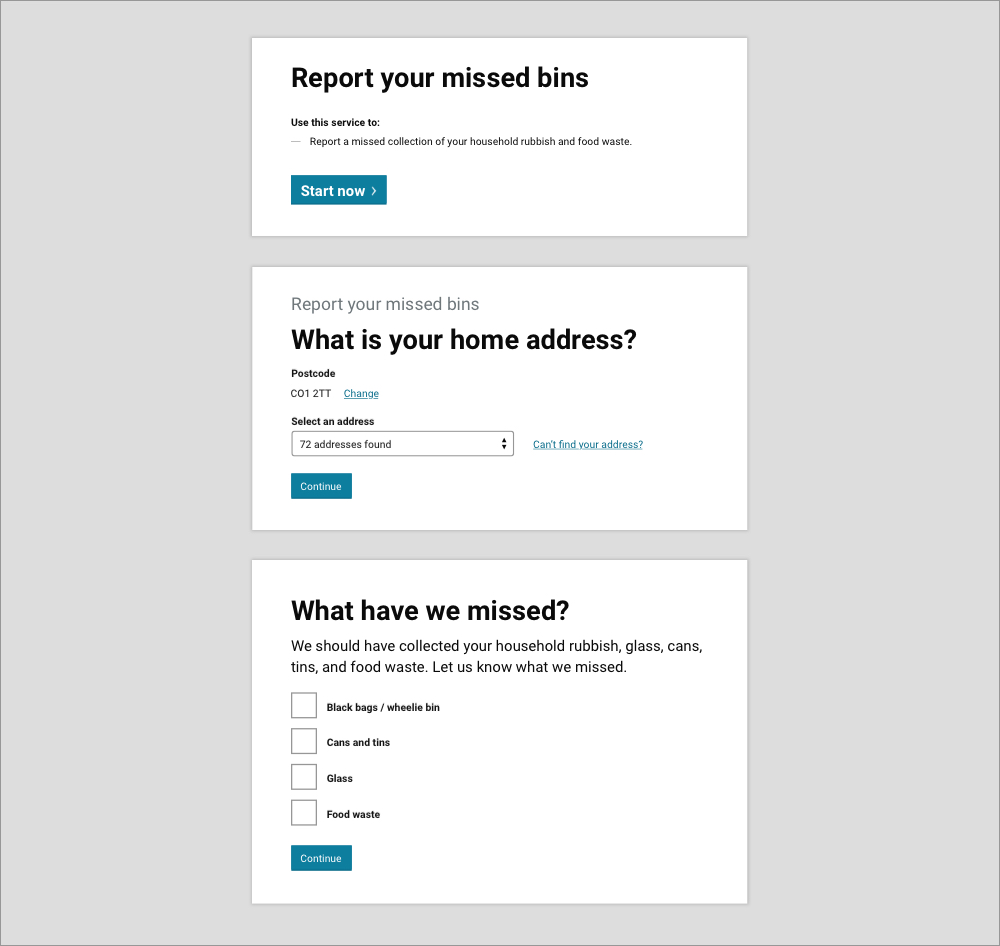 Report your missed bins
Use this service to:
— Report a missed collection of your household rubbish and food waste.
Start now ›
Report your missed bins
What is your home address?
Postcode
CO1 2TT Change
Select an address
72 addresses found Can't find your address?
Continue
What have we missed?
We should have collected your household rubbish, glass, cans,
tins, and food waste. Let us know what we missed.
Black bags / wheelie bin
Cans and tins
Glass
Food waste
Continue